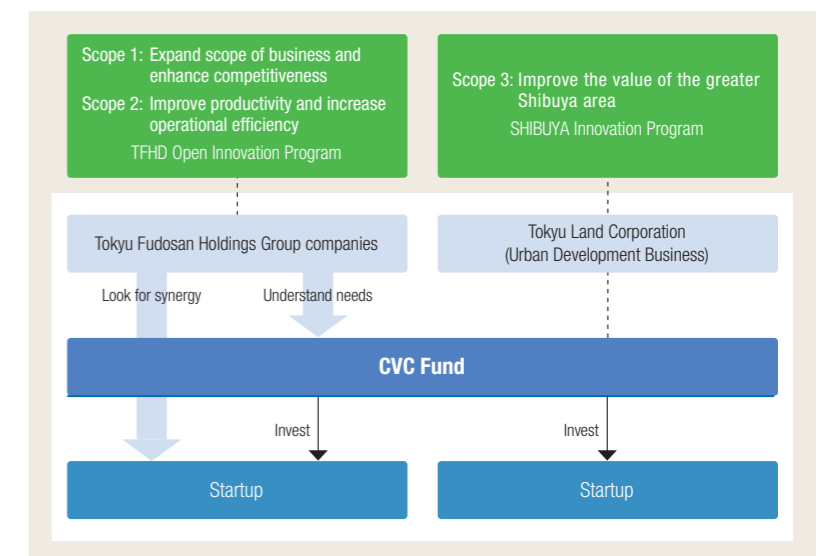 Scope 1: Expand scope of business and
enhance competitiveness
Scope 2: Improve productivity and increase
operational efficiency
TFHD Open Innovation Program
Scope 3: Improve the value of the greater
Shibuya area
SHIBUYA Innovation Program
Tokyu Fudosan Holdings Group companies
Tokyu Land Corporation
(Urban Development Business)
Look for synergy
Understand needs
CVC Fund
Invest
Invest
Startup
Startup